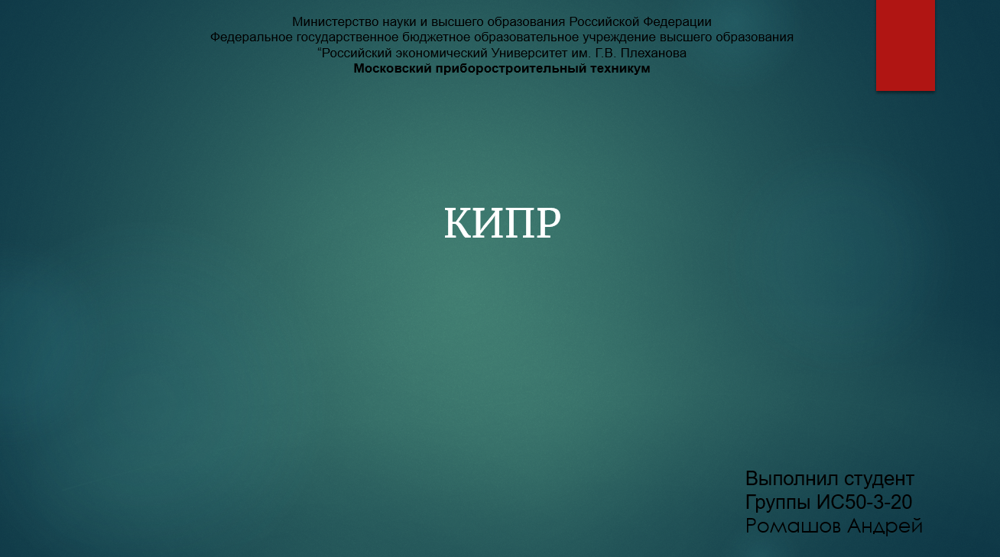 Министерство науки и высшего образования Российской Федерации
Федеральное государственное бюджетное образовательное учреждение высшего образования
“Российский экономический Университет им. Г.В. Плеханова
Московский приборостроительный техникум
КИПР
Выполнил студент
Группы ИС50-3-20
Ромашов Андрей